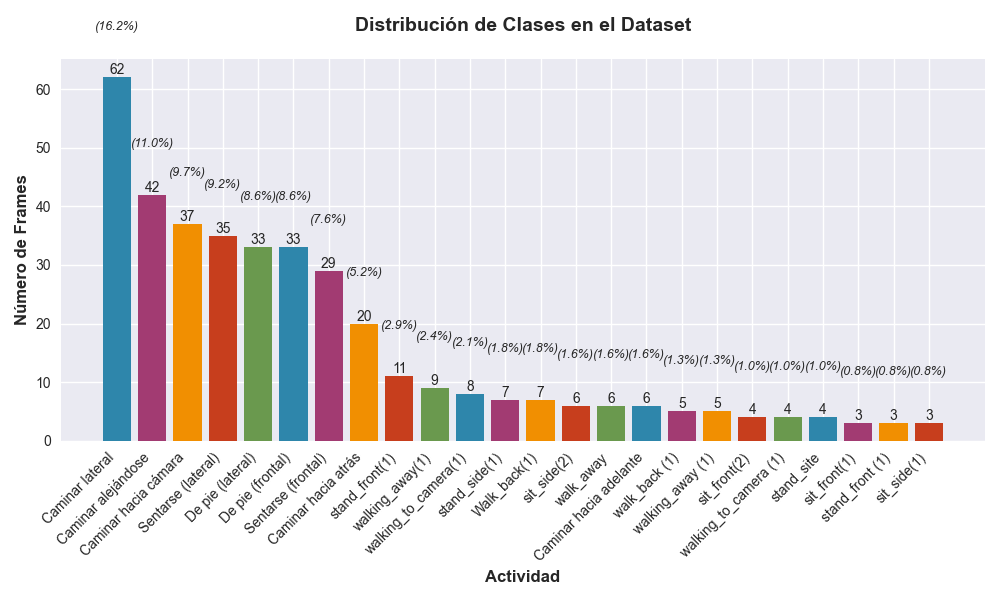 Distribución de Clases en el Dataset
(16.2%)
(11.0%)
(9.7%)
(9.2%)
(8.6%)
(8.6%)
(7.6%)
(5.2%)
(2.9%)
(2.4%)
(2.1%)
(1.8%)
(1.8%)
(1.6%)
(1.6%)
(1.6%)
(1.3%)
(1.3%)
(1.0%)
(1.0%)
(1.0%)
(0.8%)
(0.8%)
(0.8%)
62
42
37
35
33
33
29
20
11
9
8
7
7
6
6
6
5
5
4
4
4
3
3
3
Número de Frames
60
50
40
30
20
10
0
Caminar lateral
Caminar alejándose
Caminar hacia cámara
Sentarse (lateral)
De pie (lateral)
De pie (frontal)
Sentarse (frontal)
Caminar hacia atrás
stand_front(1)
walking_away(1)
walking_to_camera(1)
stand_side(1)
Walk_back(1)
sit_side(2)
walk_away
Caminar hacia adelante
walk_back (1)
walking_away (1)
sit_front(2)
walking_to_camera (1)
stand_site
sit_front(1)
stand_front (1)
sit_side(1)
Actividad